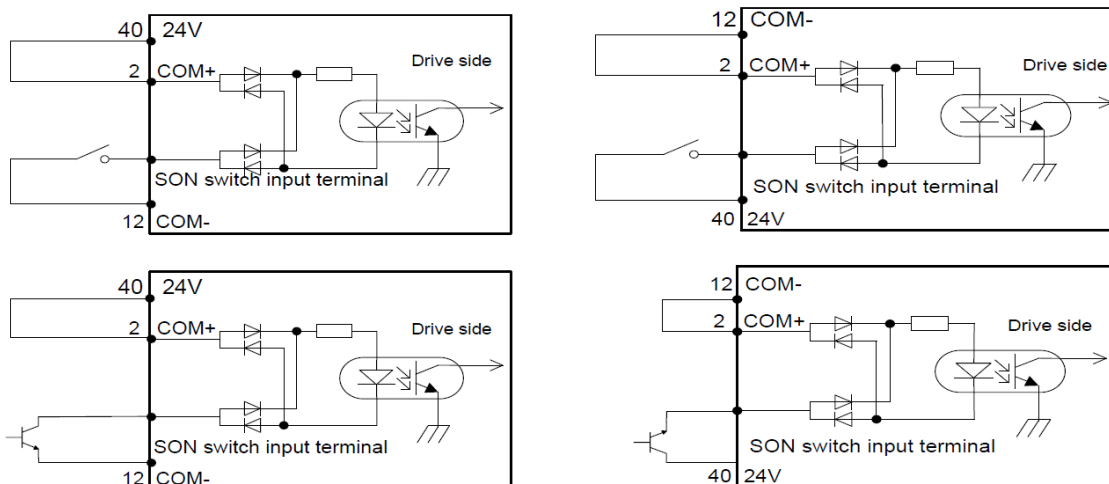 40 24V
2 COM+
Drive side
SON switch input terminal
12 COM-
12 COM-
2 COM+
Drive side
SON switch input terminal
40 24V
40 24V
2 COM+
Drive side
SON switch input terminal
12 COM-
12 COM-
2 COM+
Drive side
SON switch input terminal
40 24V